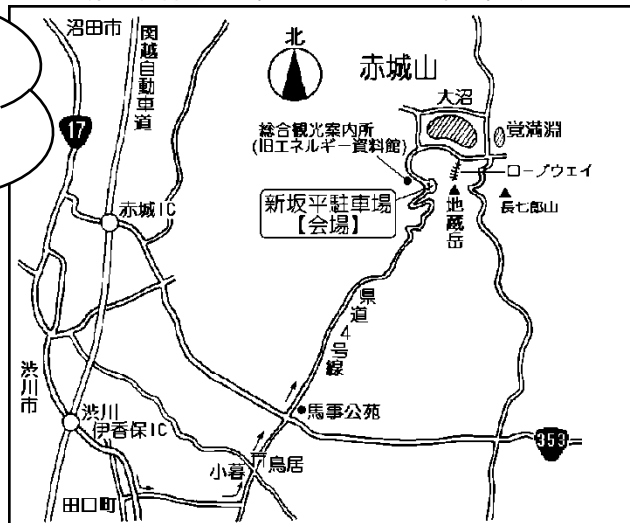 沼田市
関越自動車道
北
赤城山
大沼
覚満淵
17
総合観光案内所
(旧エネルギー資料館)
ロープウェイ
新坂平駐車場
【会場】
地蔵岳
長七郎山
赤城IC
県道4号線
渋川市
馬事公苑
渋川
伊香保IC
353
小暮
鳥居
田口町